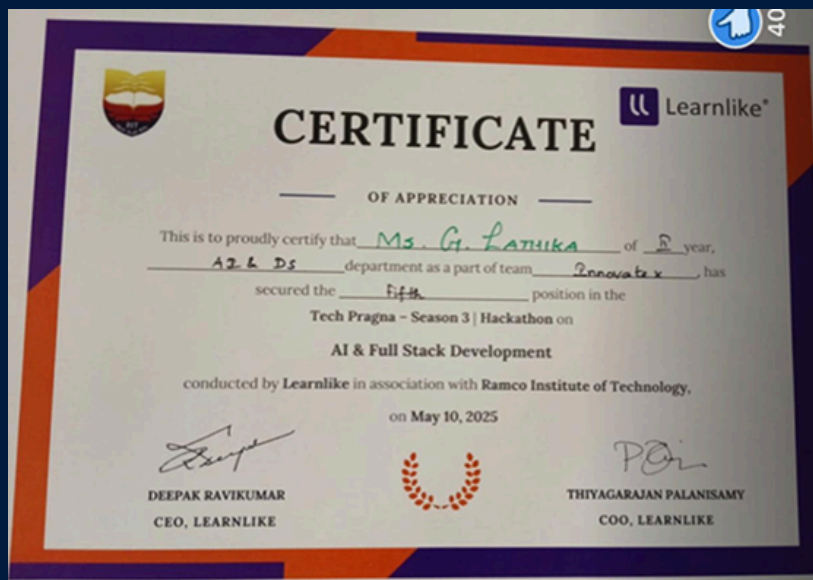 40
Learnlike®
CERTIFICATE
OF APPRECIATION
This is to proudly certify that Ms. G. LATHIKA of II year,
AI & DS department as a part of team Innovatex, has
secured the Fifth position in the
Tech Pragna – Season 3 | Hackathon on
AI & Full Stack Development
conducted by Learnlike in association with Ramco Institute of Technology,
on May 10, 2025
DEEPAK RAVIKUMAR
CEO, LEARNLIKE
THIYAGARAJAN PALANISAMY
COO, LEARNLIKE